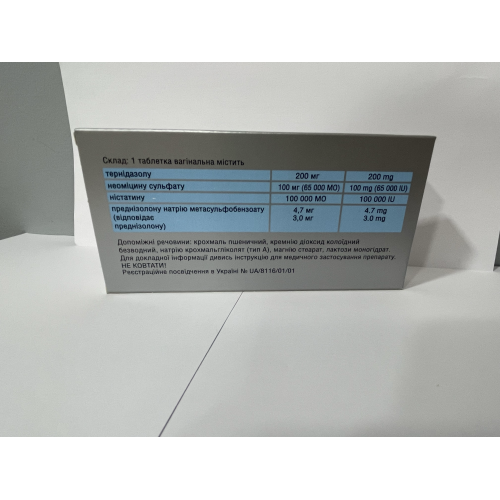 Склад: 1 таблетка вагінальна містить
тернідазолу 200 мг 200 mg
неоміцину сульфату 100 мг (65 000 МО) 100 mg (65 000 IU)
ністатину 100 000 МО 100 000 IU
преднізолону натрію метасульфобензоату 4,7 мг 4.7 mg
(відповідає 3,0 мг 3.0 mg
преднізолону)
Допоміжні речовини: крохмаль пшеничний, кремнію діоксид колоїдний
безводний, натрію крохмальгліколят (тип А), магнію стеарат, лактози моногідрат.
Для докладної інформації дивись інструкцію для медичного застосування препарату.
НЕ КОВТАТИ!
Реєстраційне посвідчення в Україні № UA/8116/01/01